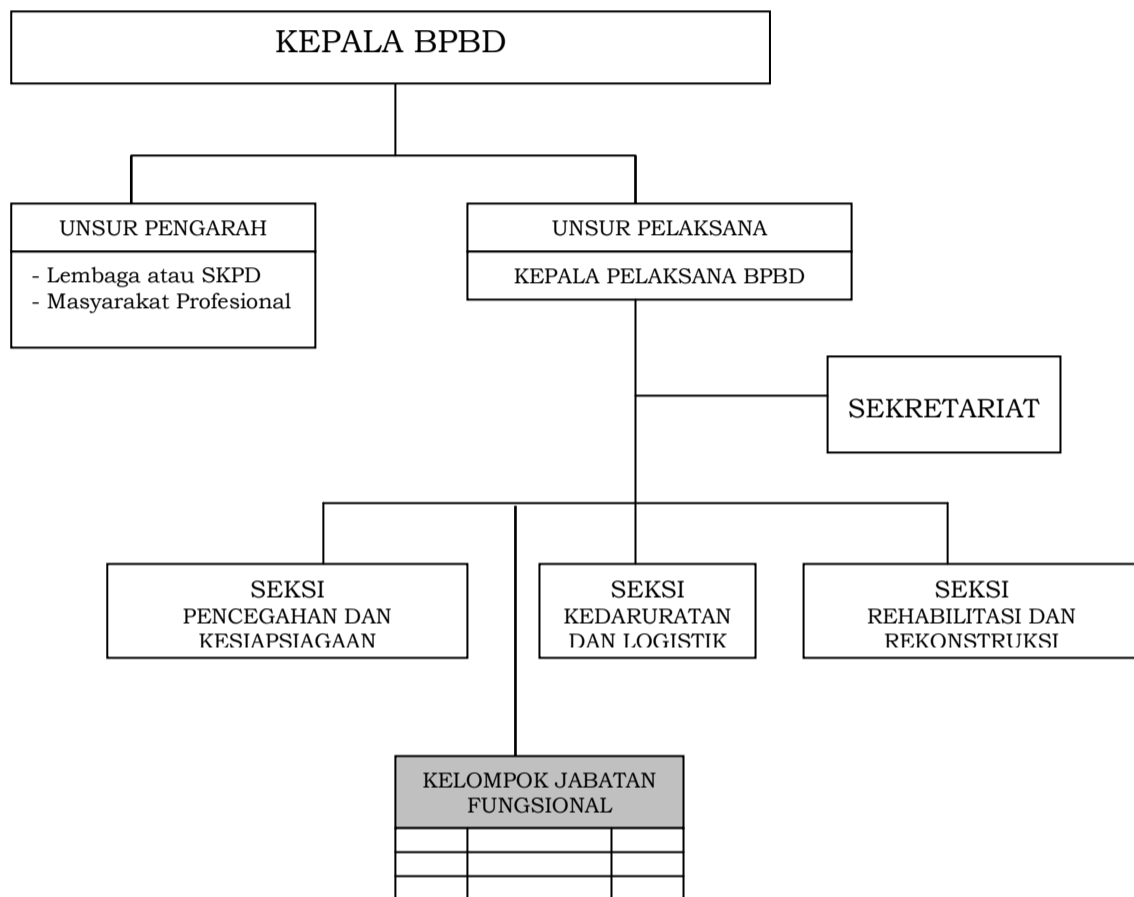 KEPALA BPBD
UNSUR PENGARAH
- Lembaga atau SKPD
- Masyarakat Profesional
UNSUR PELAKSANA
KEPALA PELAKSANA BPBD
SEKRETARIAT
SEKSI
PENCEGAHAN DAN
KESIAPSIAGAAN
SEKSI
KEDARURATAN
DAN LOGISTIK
SEKSI
REHABILITASI DAN
REKONSTRUKSI
KELOMPOK JABATAN
FUNGSIONAL